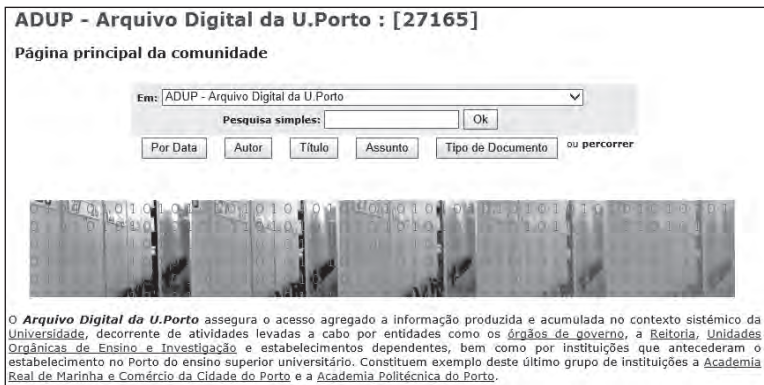 ADUP - Arquivo Digital da U.Porto : [27165]
Página principal da comunidade
Em: ADUP - Arquivo Digital da U.Porto
Pesquisa simples: Ok
Por Data Autor Título Assunto Tipo de Documento ou percorrer
O Arquivo Digital da U.Porto assegura o acesso agregado a informação produzida e acumulada no contexto sistémico da
Universidade, decorrente de atividades levadas a cabo por entidades como os órgãos de governo, a Reitoria, Unidades
Orgânicas de Ensino e Investigação e estabelecimentos dependentes, bem como por instituições que antecederam o
estabelecimento no Porto do ensino superior universitário. Constituem exemplo deste último grupo de instituições a Academia
Real de Marinha e Comércio da Cidade do Porto e a Academia Politécnica do Porto.